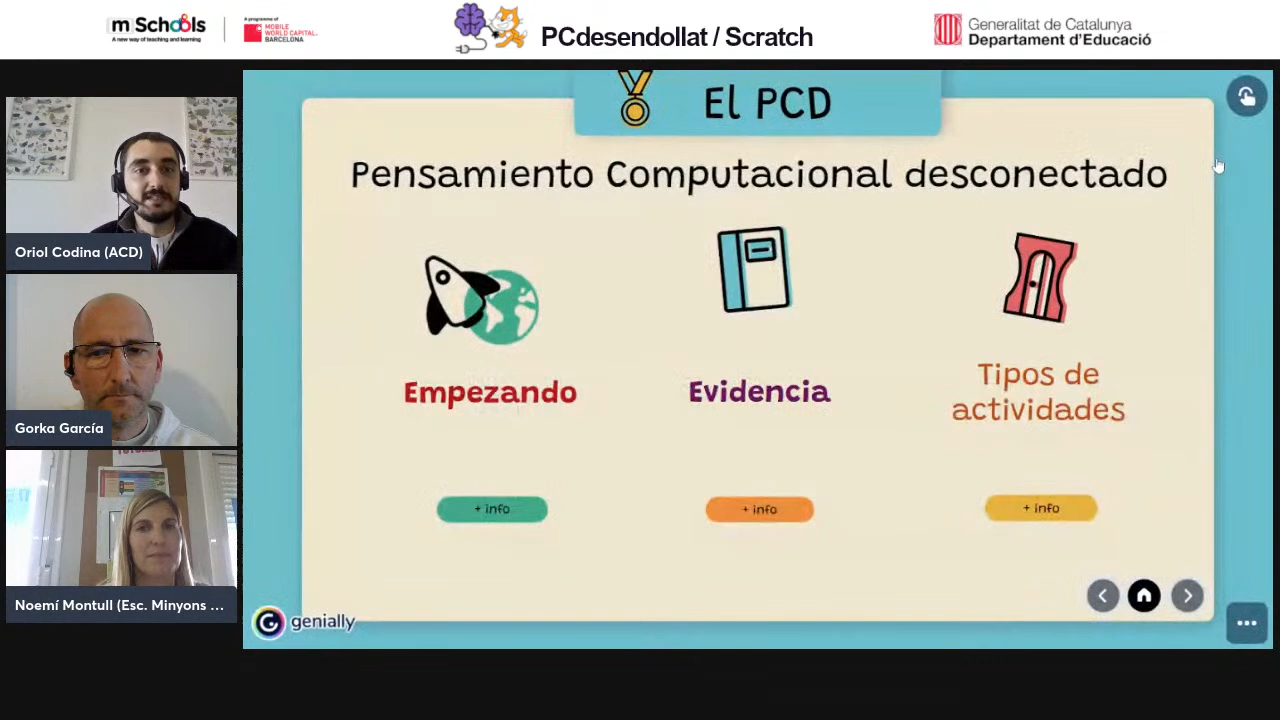 mSchools
A new way of teaching and learning
A programme of
MOBILE
WORLD CAPITAL
BARCELONA
PCdesendollat / Scratch
Generalitat de Catalunya
Departament d'Educació
Oriol Codina (ACD)
Gorka García
Noemí Montull (Esc. Minyons ...
El PCD
Pensamiento Computacional desconectado
Empezando
Evidencia
Tipos de
actividades
+ info
+ info
+ info
genially